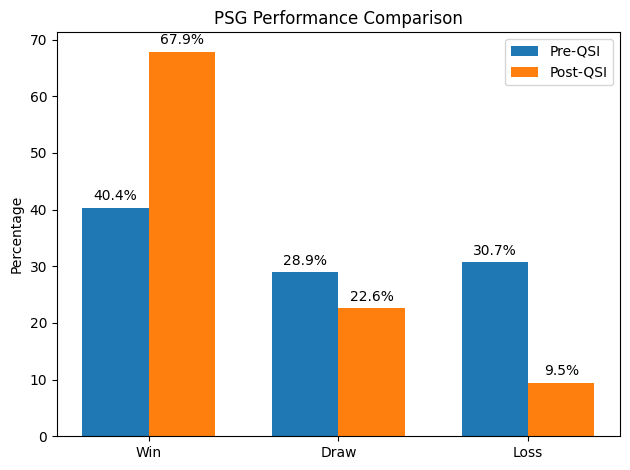 PSG Performance Comparison
Pre-QSI
Post-QSI
Percentage
70
60
50
40
30
20
10
0
40.4%
67.9%
28.9%
22.6%
30.7%
9.5%
Win Draw Loss